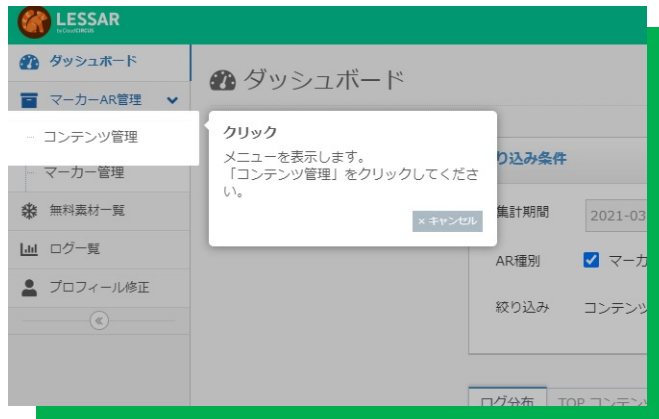 LESSAR
by CloudCIRCUS
ダッシュボード
マーカーAR管理
コンテンツ管理
マーカー管理
無料素材一覧
ログ一覧
プロフィール修正
ダッシュボード
クリック
メニューを表示します。
「コンテンツ管理」をクリックしてくださ
い。
×キャンセル
り込み条件
集計期間
2021-03
AR種別
マーカ
絞り込み
コンテンツ
ログ分布
TOP コンテン